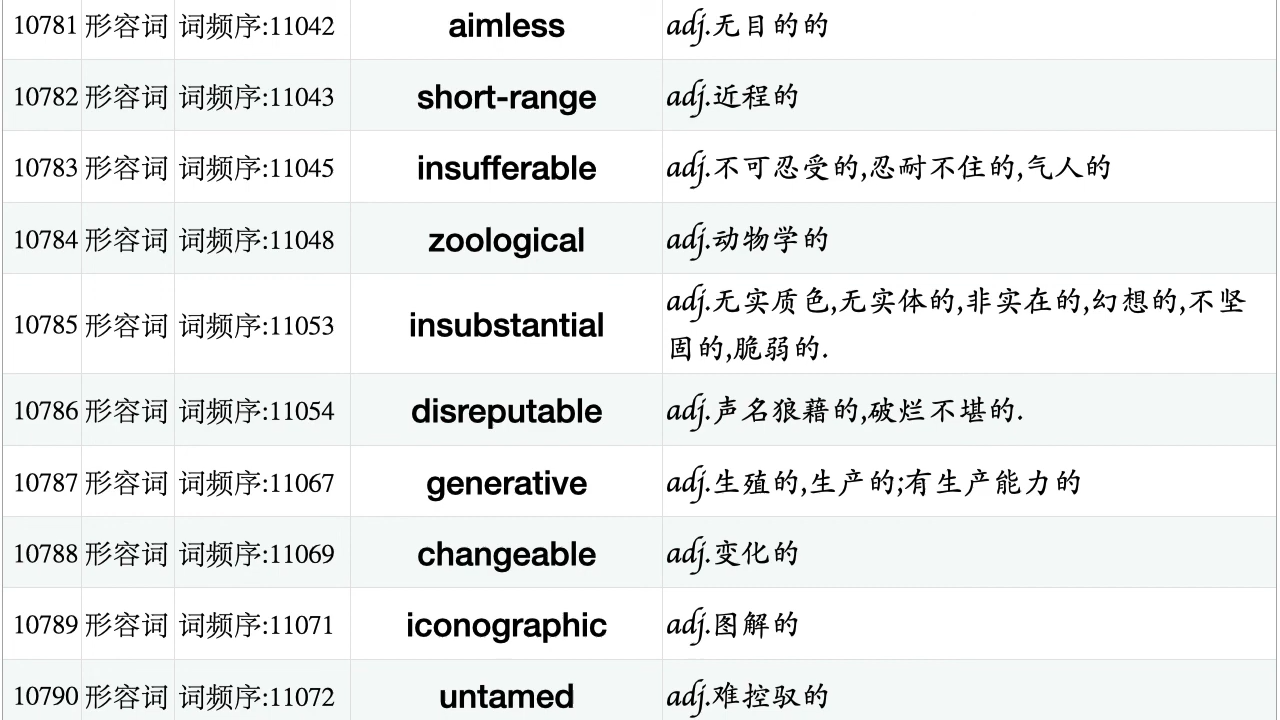 10781 形容词 词频序:11042 aimless adj.无目的的
10782 形容词 词频序:11043 short-range adj.近程的
10783 形容词 词频序:11045 insufferable adj.不可忍受的,忍耐不住的,气人的
10784 形容词 词频序:11048 zoological adj.动物学的
10785 形容词 词频序:11053 insubstantial adj.无实质色,无实体的,非实在的,幻想的,不坚
固的,脆弱的.
10786 形容词 词频序:11054 disreputable adj.声名狼藉的,破烂不堪的.
10787 形容词 词频序:11067 generative adj.生殖的,生产的;有生产能力的
10788 形容词 词频序:11069 changeable adj.变化的
10789 形容词 词频序:11071 iconographic adj.图解的
10790 形容词 词频序:11072 untamed adj.难控驭的